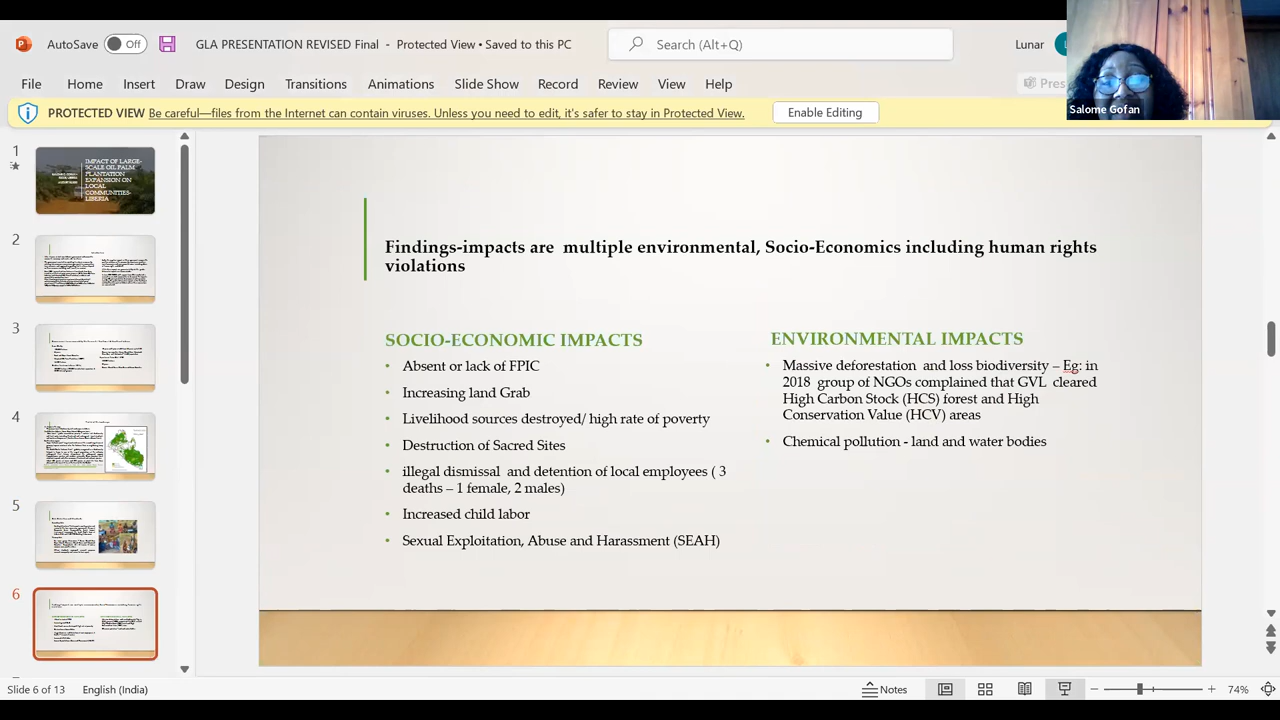 AutoSave
Off
GLA PRESENTATION REVISED Final - Protected View • Saved to this PC
Search (Alt+Q)
Lunar
File Home Insert Draw Design Transitions Animations Slide Show Record Review View Help
Salome Gofan
PROTECTED VIEW Be careful—files from the Internet can contain viruses. Unless you need to edit, it's safer to stay in Protected View.
Enable Editing
1
IMPACT OF LARGE-
SCALE OIL PALM
PLANTATION
EXPANSION ON
LOCAL
COMMUNITIES-
LIBERIA
2
3
4
5
6
Findings-impacts are multiple environmental, Socio-Economics including human rights
violations
SOCIO-ECONOMIC IMPACTS
• Absent or lack of FPIC
• Increasing land Grab
• Livelihood sources destroyed/ high rate of poverty
• Destruction of Sacred Sites
• illegal dismissal and detention of local employees ( 3
deaths – 1 female, 2 males)
• Increased child labor
• Sexual Exploitation, Abuse and Harassment (SEAH)
ENVIRONMENTAL IMPACTS
• Massive deforestation and loss biodiversity – Eg: in
2018 group of NGOs complained that GVL cleared
High Carbon Stock (HCS) forest and High
Conservation Value (HCV) areas
• Chemical pollution - land and water bodies
Slide 6 of 13
English (India)
Notes
74%